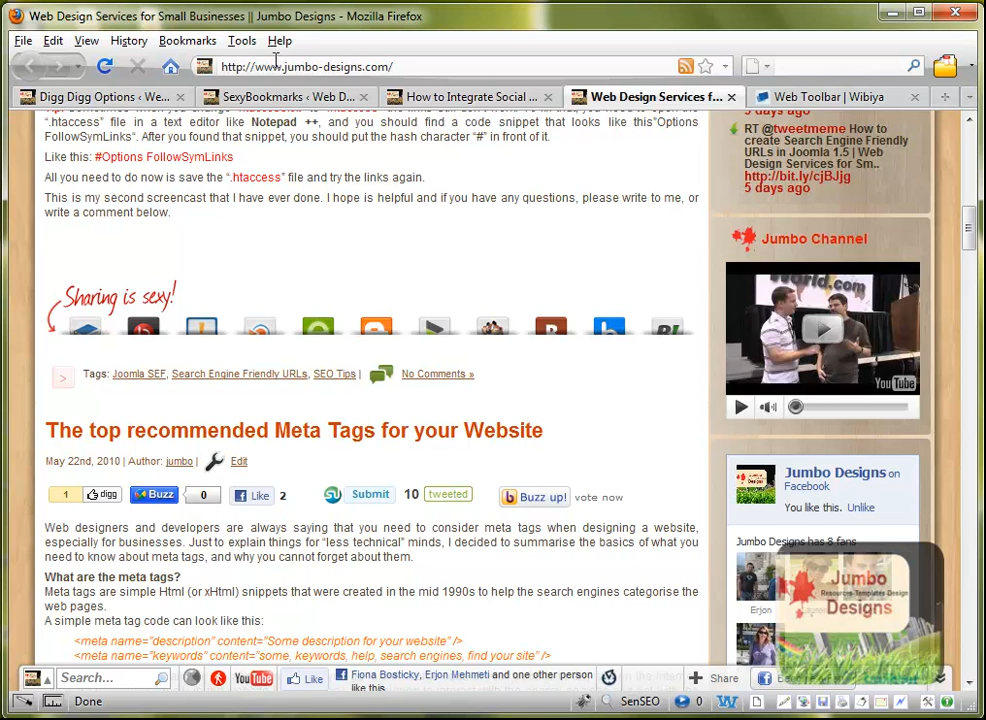 Web Design Services for Small Businesses || Jumbo Designs - Mozilla Firefox
File Edit View History Bookmarks Tools Help
http://www.jumbo-designs.com/
Digg Digg Options ‹ We...
SexyBookmarks ‹ Web D...
How to Integrate Social ...
Web Design Services for Small f...
Web Toolbar | Wibiya
".htaccess" file in a text editor like Notepad ++, and you should find a code snippet that looks like this"Options
FollowSymLinks". After you found that snippet, you should put the hash character "#" in front of it.
Like this: #Options FollowSymLinks
All you need to do now is save the ".htaccess" file and try the links again.
This is my second screencast that I have ever done. I hope is helpful and if you have any questions, please write to me, or
write a comment below.
Sharing is sexy!
> Tags: Joomla SEF, Search Engine Friendly URLs, SEO Tips | No Comments »
The top recommended Meta Tags for your Website
May 22nd, 2010 | Author: jumbo | Edit
1 digg Buzz 0 Like 2 Submit 10 tweeted Buzz up! vote now
Web designers and developers are always saying that you need to consider meta tags when designing a website,
especially for businesses. Just to explain things for "less technical" minds, I decided to summarise the basics of what you
need to know about meta tags, and why you cannot forget about them.
What are the meta tags?
Meta tags are simple Html (or xHtml) snippets that were created in the mid 1990s to help the search engines categorise the
web pages.
A simple meta tag code can look like this:
<meta name="description" content="Some description for your website" />
<meta name="keywords" content="some, keywords, help, search engines, find your site" />
RT @tweetmeme How to
create Search Engine Friendly
URLs in Joomla 1.5 | Web
Design Services for Sm..
http://bit.ly/cjBJjg
5 days ago
Jumbo Channel
World.com
YouTube
Jumbo Designs on
Facebook
You like this. Unlike
Jumbo Designs has 8 fans
Erjon
Jumbo
Resources-Templates Design
Designs
Search... YouTube Like Fiona Bosticky, Erjon Mehmeti and one other person
like this
Share
Done
SenSEO 0